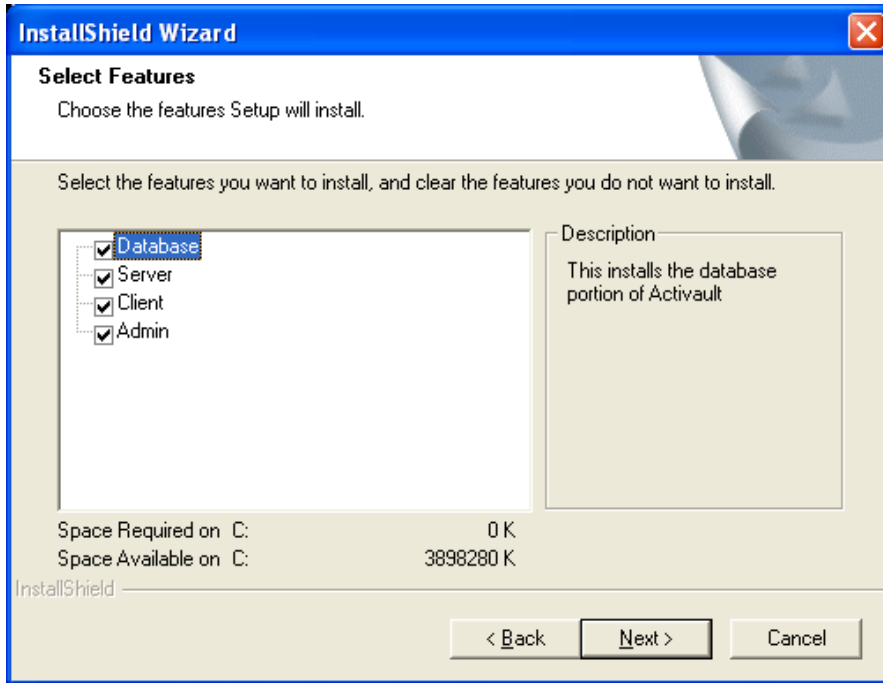 InstallShield Wizard
Select Features
Choose the features Setup will install.
Select the features you want to install, and clear the features you do not want to install.
Database
Server
Client
Admin
Description
This installs the database
portion of Activault
Space Required on C: 0 K
Space Available on C: 3898280 K
InstallShield
< Back Next > Cancel